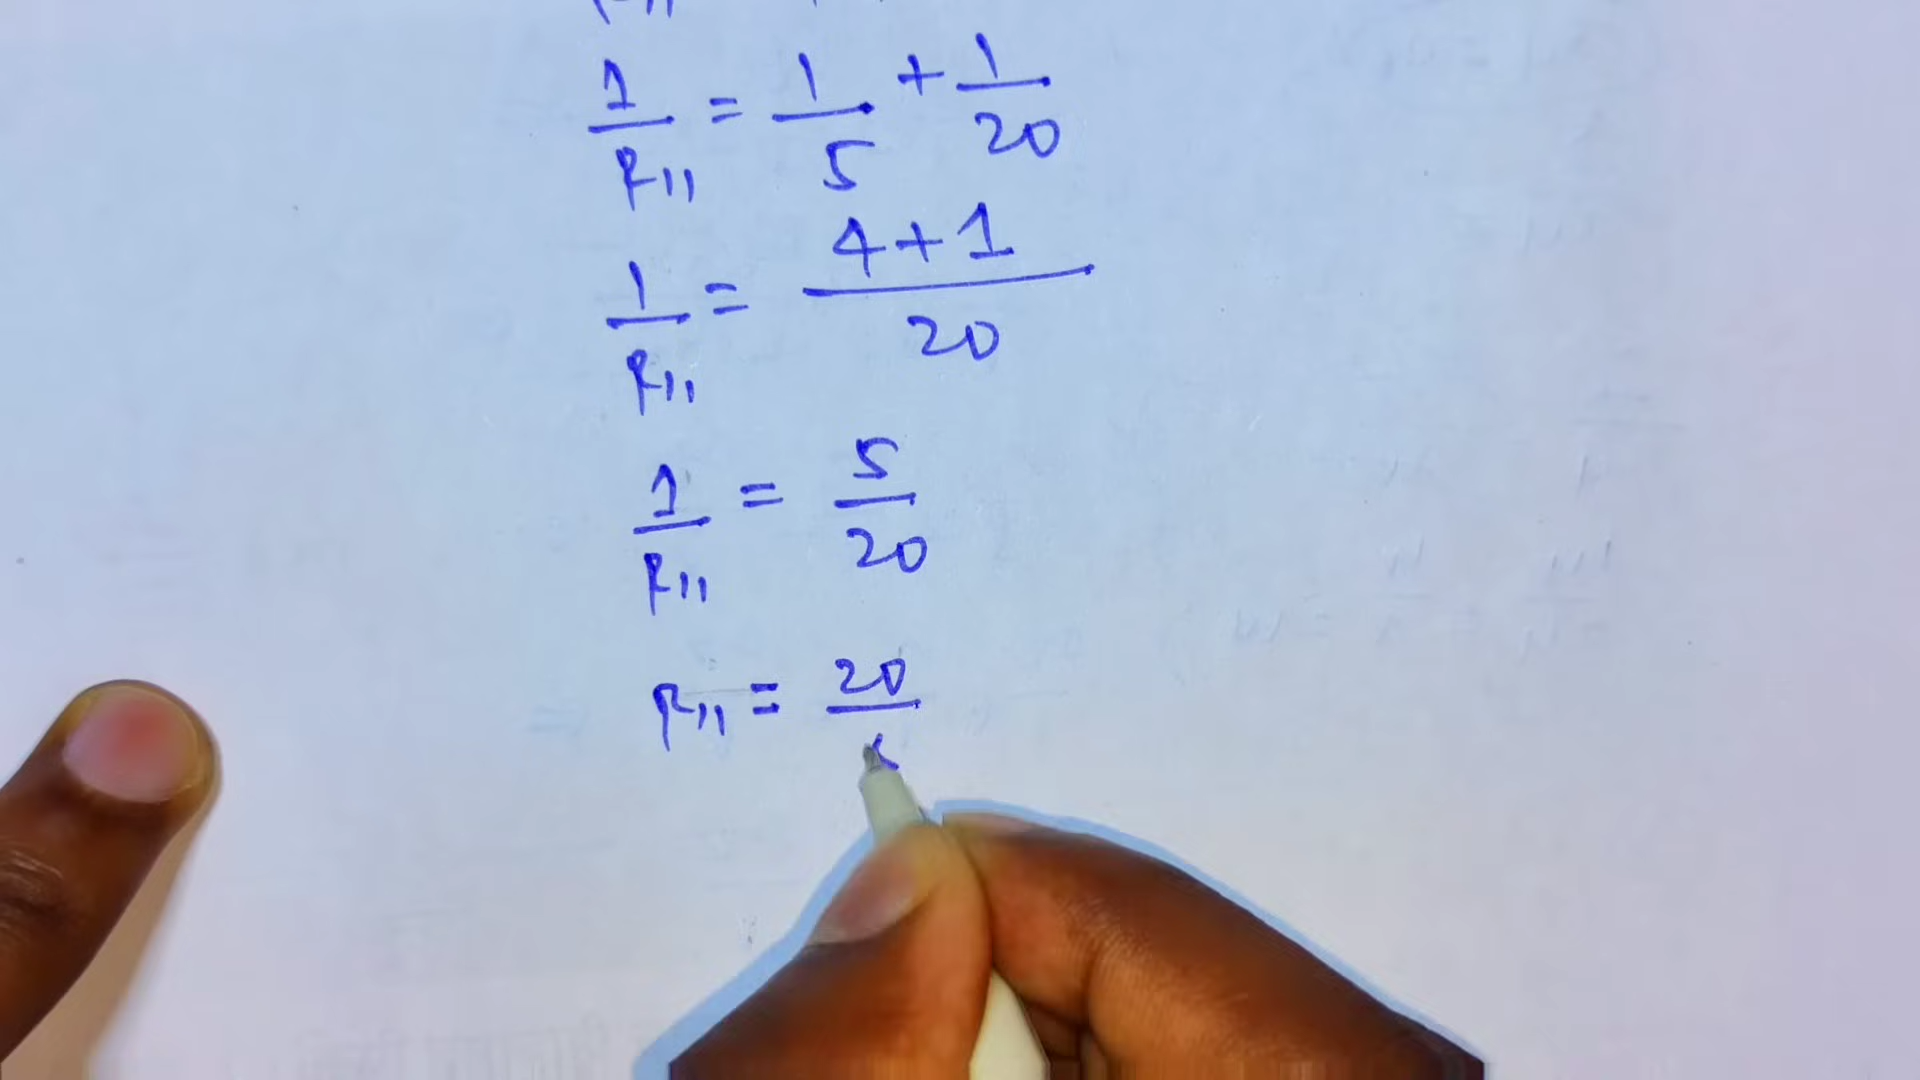 1/R11 = 1/5 + 1/20
1/R11 = 4+1/20
1/R11 = 5/20
R11 = 20/